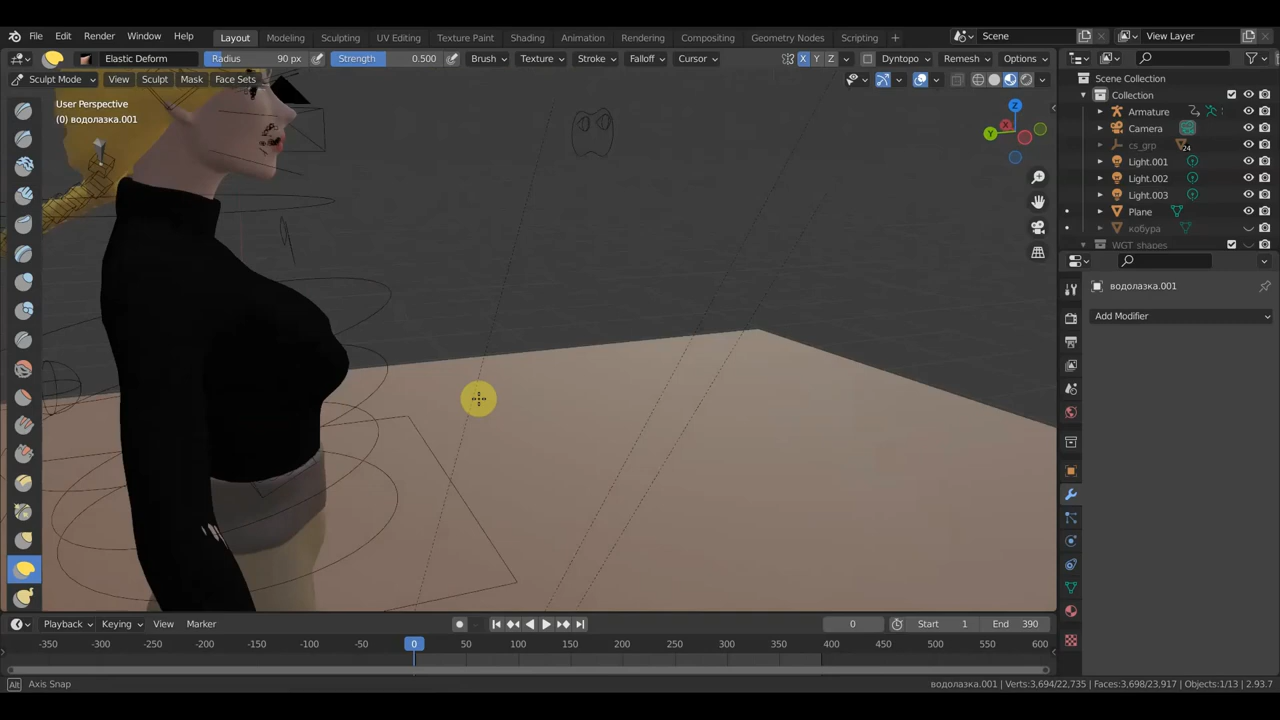 File Edit Render Window Help Layout Modeling Sculpting UV Editing Texture Paint Shading Animation Rendering Compositing Geometry Nodes Scripting + Scene View Layer
Elastic Deform Radius 90 px Strength 0.500 Brush Texture Stroke Falloff Cursor X Y Z Dyntopo Remesh Options
Sculpt Mode View Sculpt Mask Face Sets
User Perspective
(0) водолазка.001
Z
Y
X
Scene Collection
Collection
Armature
Camera
cs_grp 24
Light.001
Light.002
Light.003
Plane
кобура
WGT_shapes
водолазка.001
Add Modifier
Playback Keying View Marker 0 Start 1 End 390
-350 -300 -250 -200 -150 -100 -50 0 50 100 150 200 250 300 350 400 450 500 550 600
Alt Axis Snap водолазка.001 | Verts:3,694/22,735 | Faces:3,698/23,917 | Objects:1/13 | 2.93.7